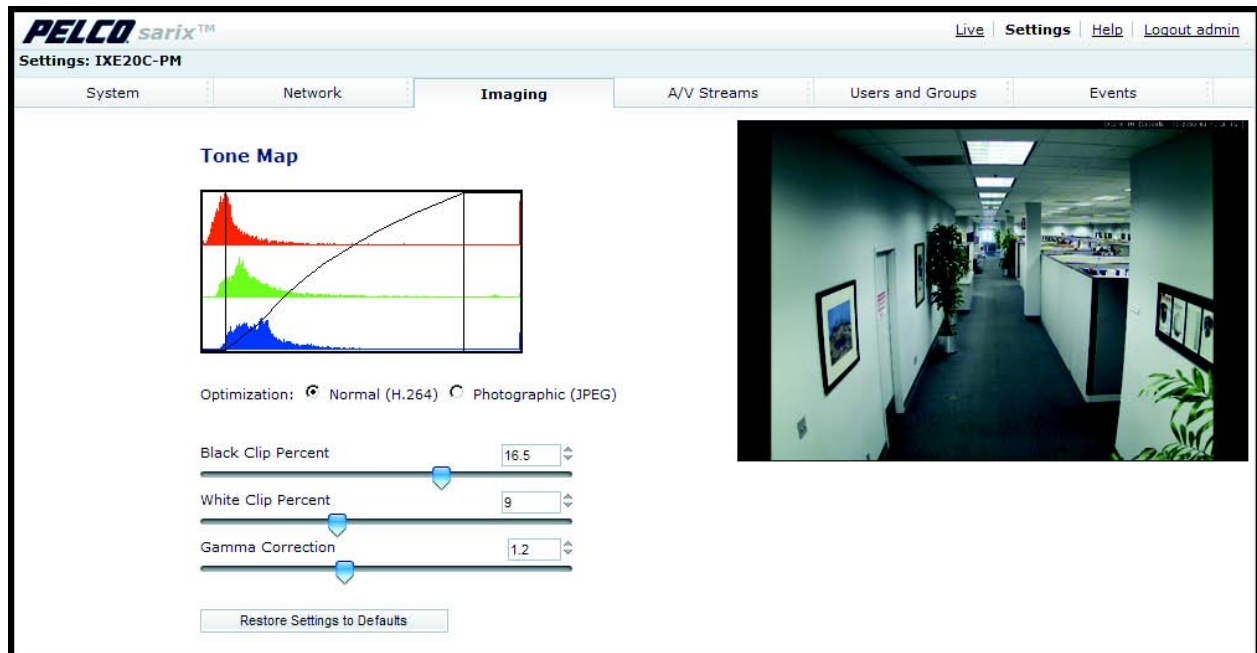 PELCO sarix™
Live | Settings | Help | Logout admin
Settings: IXE20C-PM
System
Network
Imaging
A/V Streams
Users and Groups
Events
Tone Map
Optimization: Normal (H.264) Photographic (JPEG)
Black Clip Percent 16.5
White Clip Percent 9
Gamma Correction 1.2
Restore Settings to Defaults